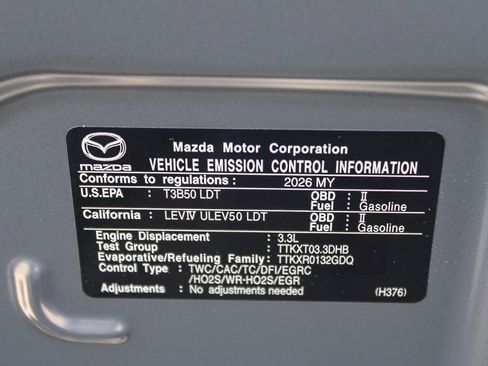 Mazda Motor Corporation
mazda VEHICLE EMISSION CONTROL INFORMATION
Conforms to regulations : 2026 MY
U.S.EPA : T3B50 LDT OBD : II
Fuel : Gasoline
California : LEVIV ULEV50 LDT OBD : II
Fuel : Gasoline
Engine Displacement : 3.3L
Test Group : TTKXT03.3DHB
Evaporative/Refueling Family: TTKXR0132GDQ
Control Type : TWC/CAC/TC/DFI/EGRC
/HO2S/WR-HO2S/EGR
Adjustments : No adjustments needed (H376)